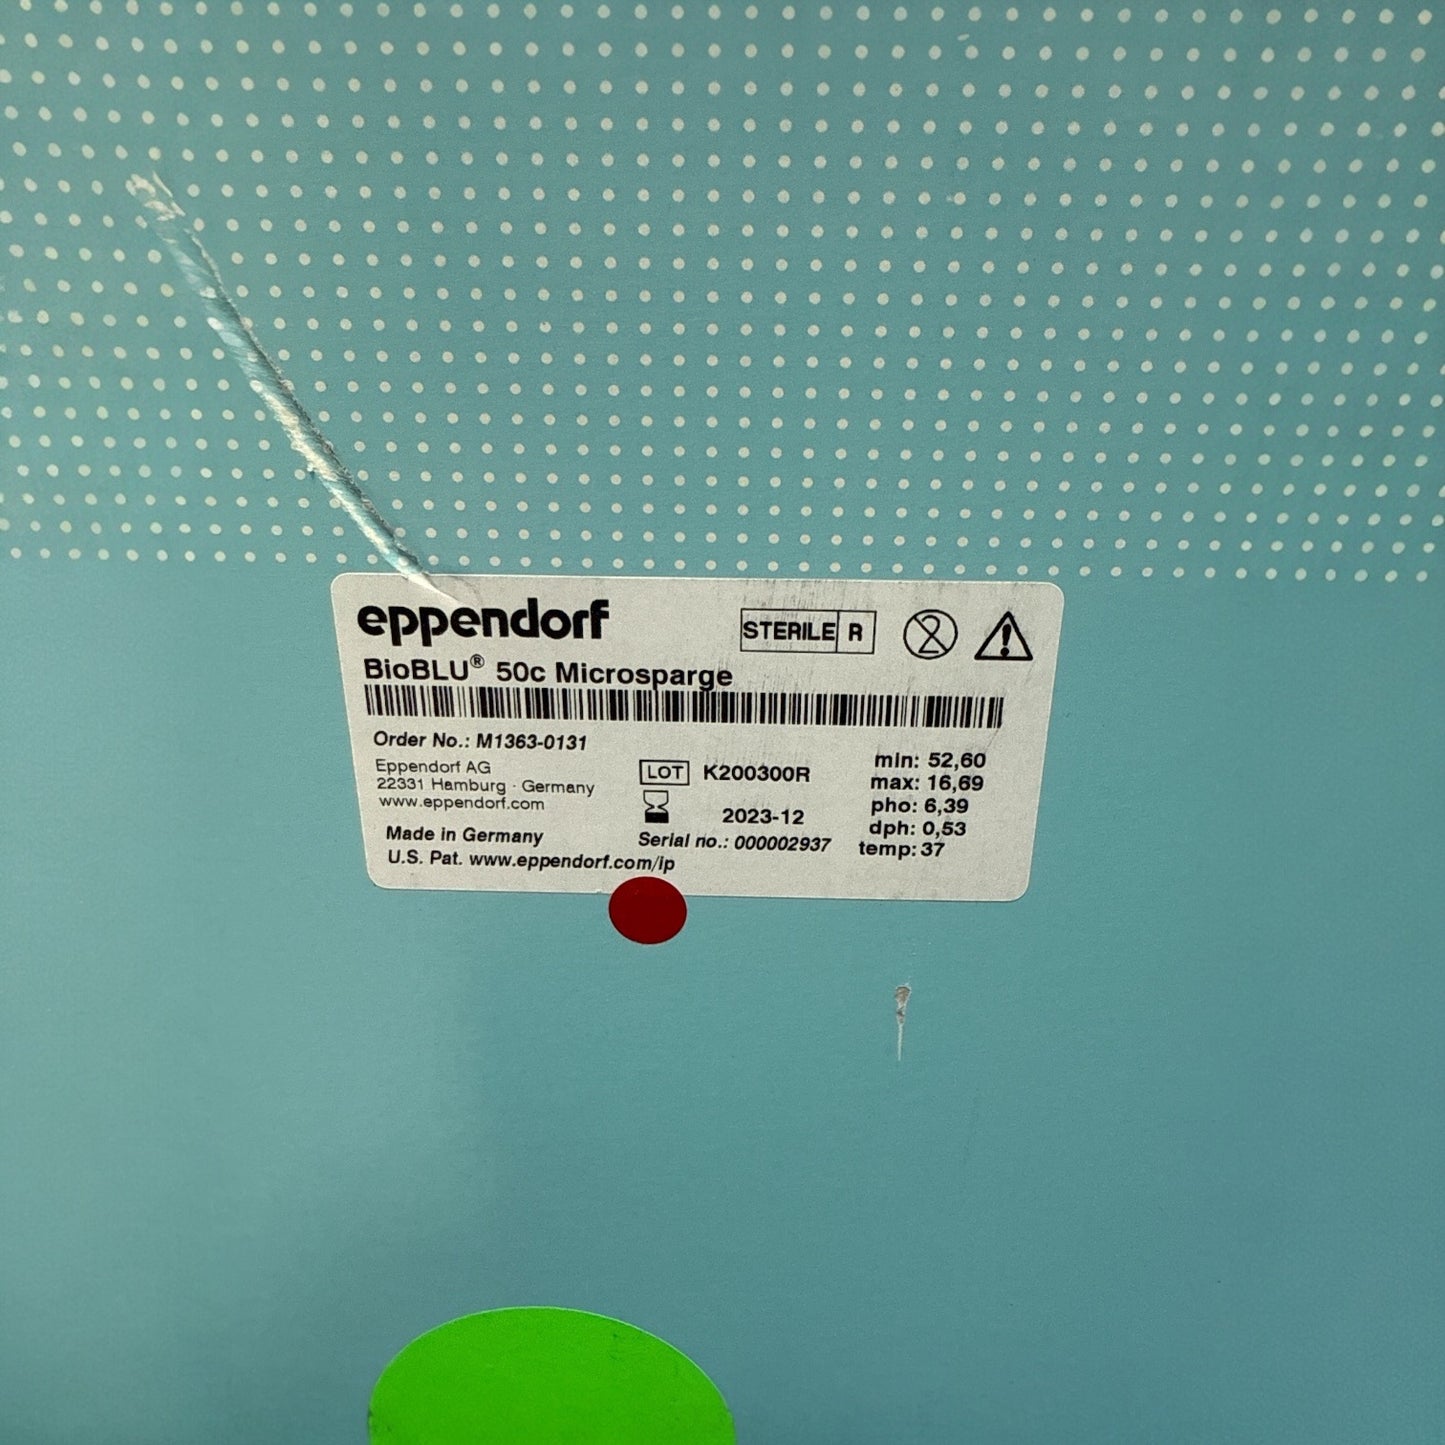 eppendorf
STERILE R
2
BioBLU® 50c Microsparge
Order No.: M1363-0131
Eppendorf AG
22331 Hamburg · Germany
www.eppendorf.com
Made in Germany
U.S. Pat. www.eppendorf.com/ip
LOT K200300R
2023-12
Serial no.: 000002937
min: 52,60
max: 16,69
pho: 6,39
dph: 0,53
temp: 37